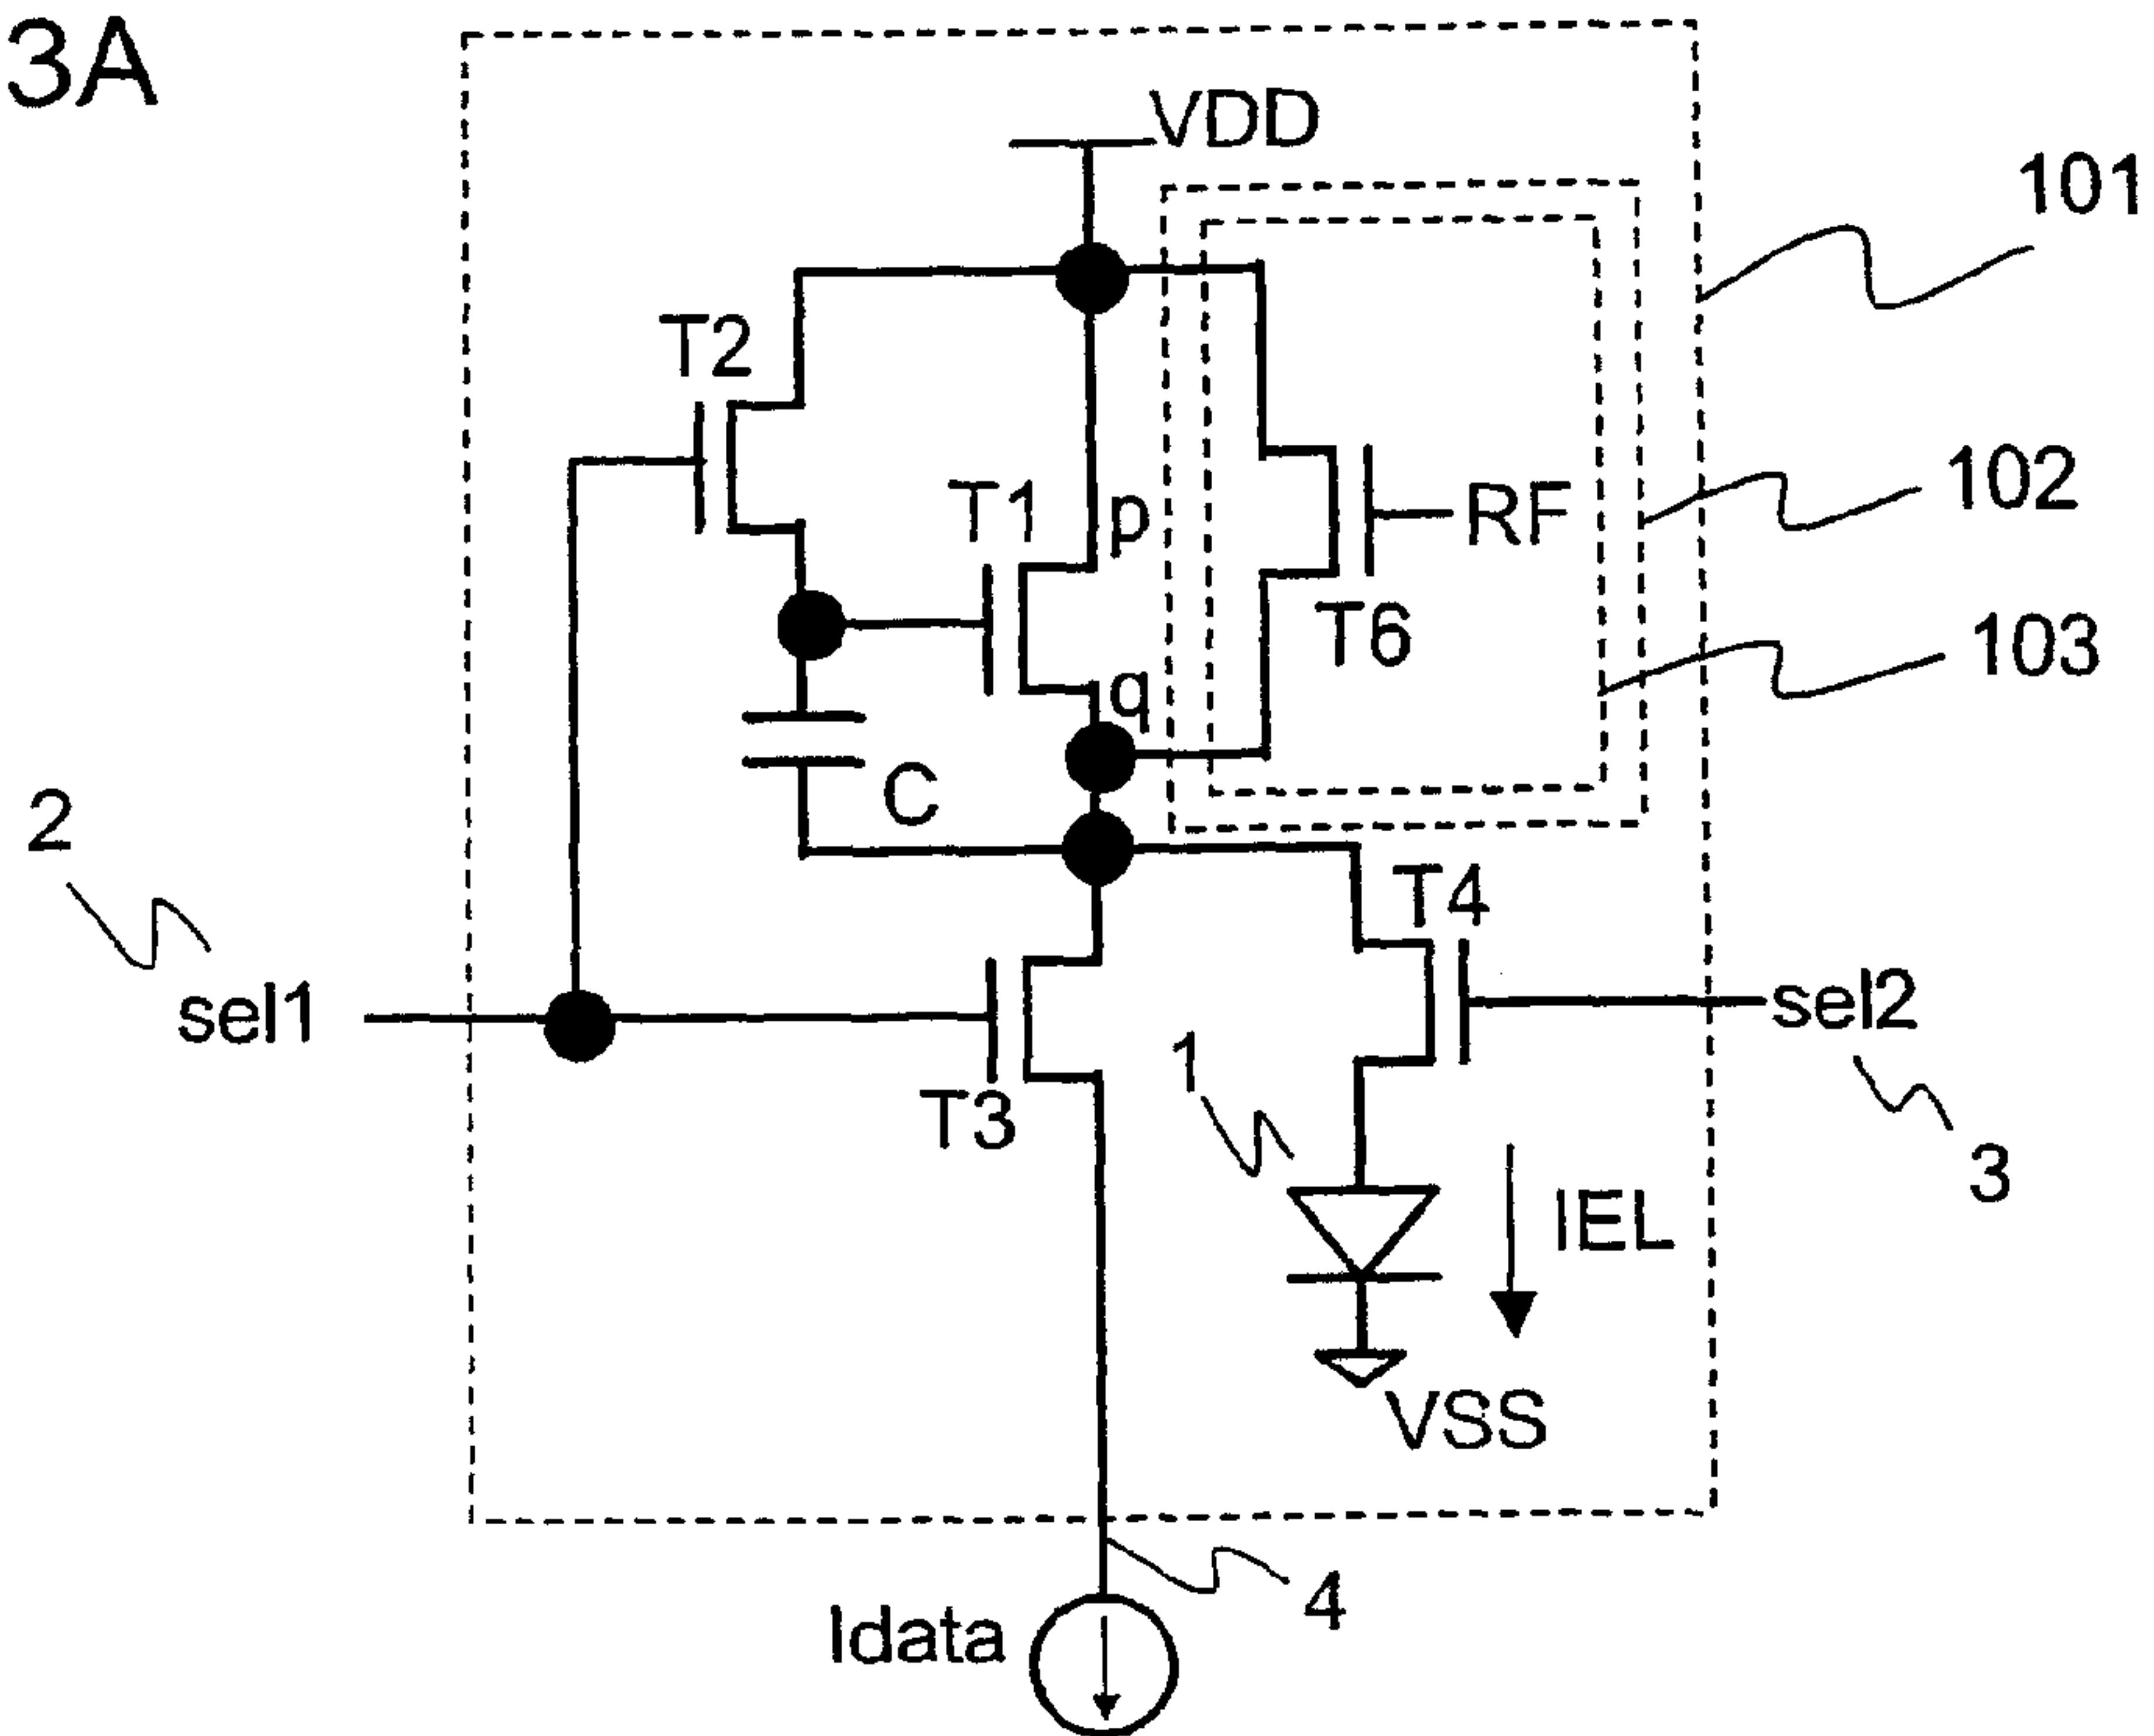 3A
VDD
101
T2
102
T1
p
RF
T6
103
q
C
2
T4
sel1
sel2
1
T3
3
IEL
VSS
4
Idata